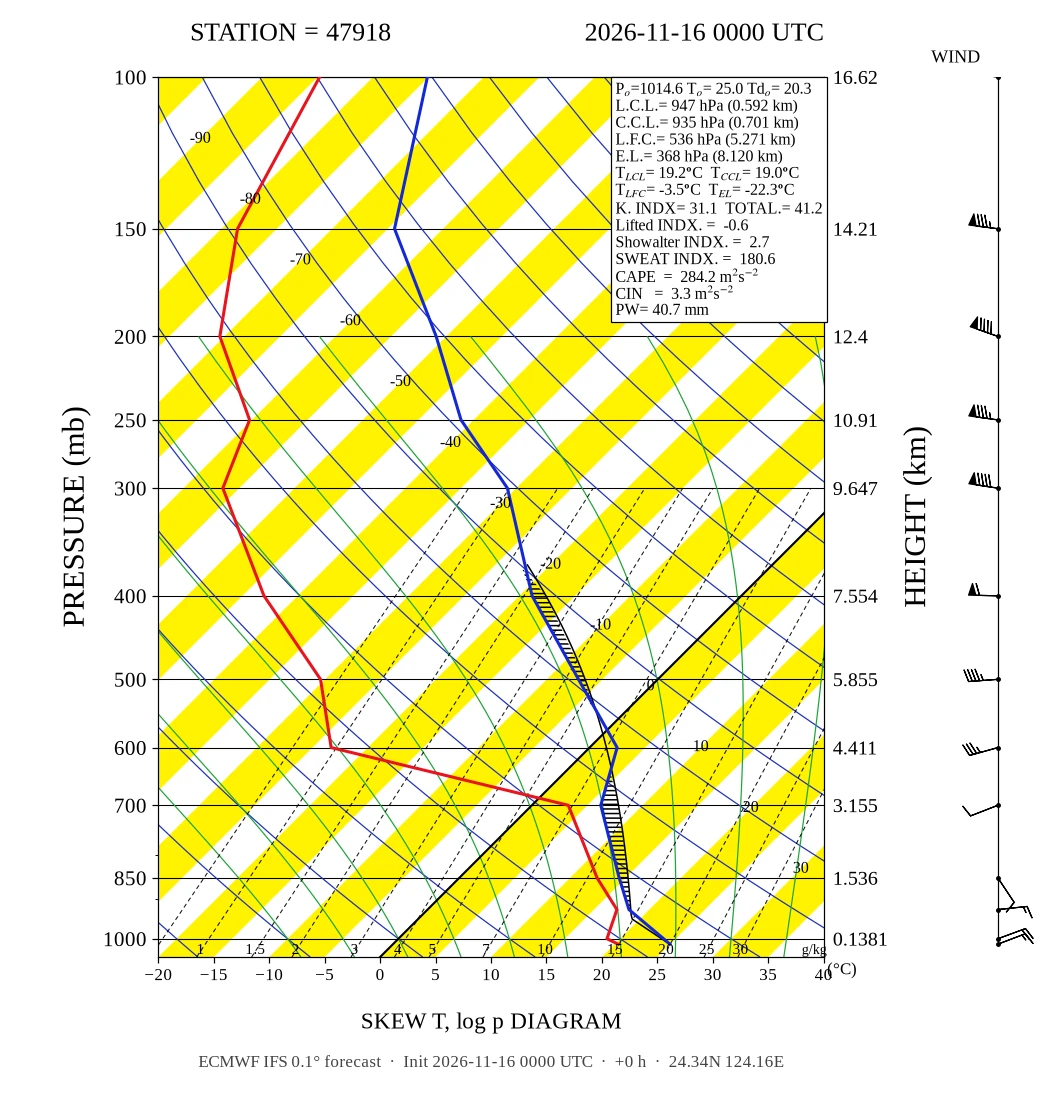 STATION = 47918
2026-11-16 0000 UTC
WIND
100
16.62
Pₒ=1014.6 Tₒ= 25.0 Tdₒ= 20.3
L.C.L.= 947 hPa (0.592 km)
C.C.L.= 935 hPa (0.701 km)
L.F.C.= 536 hPa (5.271 km)
E.L.= 368 hPa (8.120 km)
T_LCL= 19.2°C T_CCL= 19.0°C
T_LFC= -3.5°C T_EL= -22.3°C
K. INDX= 31.1 TOTAL.= 41.2
Lifted INDX. = -0.6
Showalter INDX. = 2.7
SWEAT INDX. = 180.6
CAPE = 284.2 m²s⁻²
CIN = 3.3 m²s⁻²
PW= 40.7 mm
-90
-80
150
14.21
-70
-60
200
12.4
-50
250
10.91
-40
300
9.647
-30
-20
400
7.554
-10
500
5.855
0
600
4.411
10
700
3.155
20
30
850
1.536
1000
0.1381
PRESSURE (mb)
HEIGHT (km)
1 1.5 2 3 4 5 7 10 15 20 25 30 g/kg
−20 −15 −10 −5 0 5 10 15 20 25 30 35 40
(°C)
SKEW T, log p DIAGRAM
ECMWF IFS 0.1° forecast · Init 2026-11-16 0000 UTC · +0 h · 24.34N 124.16E